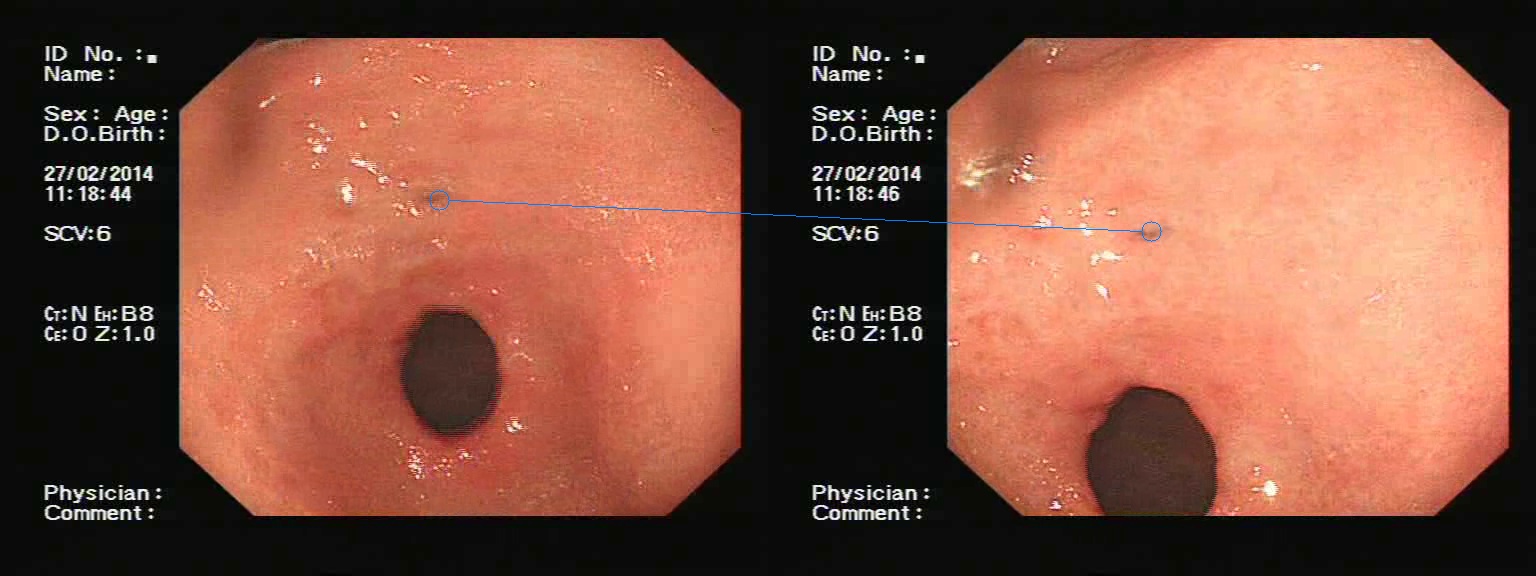 ID No. :
Name:
Sex: Age:
D.O.Birth:
27/02/2014
11:18:44
SCV:6
CT:N EH:B8
CE:0 Z:1.0
Physician:
Comment:
ID No. :
Name:
Sex: Age:
D.O.Birth:
27/02/2014
11:18:46
SCV:6
CT:N EH:B8
CE:0 Z:1.0
Physician:
Comment: